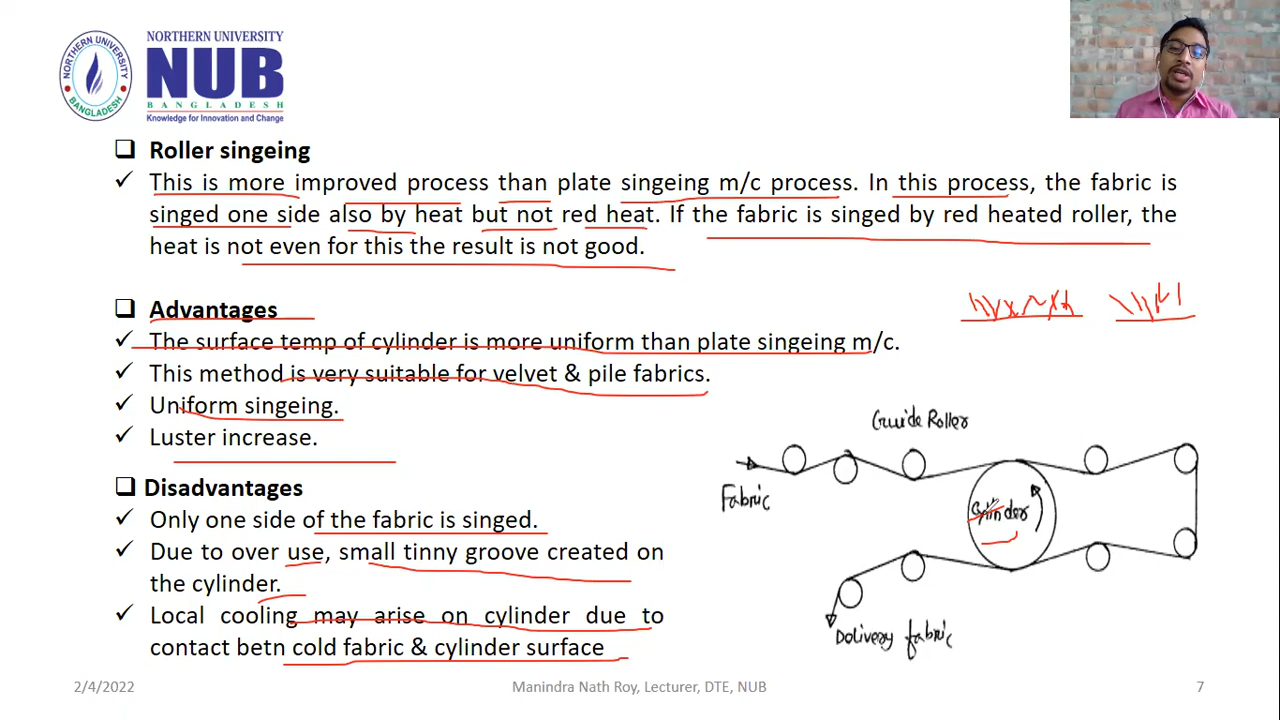 NORTHERN UNIVERSITY
BANGLADESH
NORTHERN UNIVERSITY
NUB
BANGLADESH
Knowledge for Innovation and Change
❑ Roller singeing
✓ This is more improved process than plate singeing m/c process. In this process, the fabric is
singed one side also by heat but not red heat. If the fabric is singed by red heated roller, the
heat is not even for this the result is not good.
❑ Advantages
✓ The surface temp of cylinder is more uniform than plate singeing m/c.
✓ This method is very suitable for velvet & pile fabrics.
✓ Uniform singeing.
✓ Luster increase.
❑ Disadvantages
✓ Only one side of the fabric is singed.
✓ Due to over use, small tinny groove created on
the cylinder.
✓ Local cooling may arise on cylinder due to
contact betn cold fabric & cylinder surface
Guide Roller
Fabric
Cylinder
Delivery fabric
2/4/2022
Manindra Nath Roy, Lecturer, DTE, NUB
7